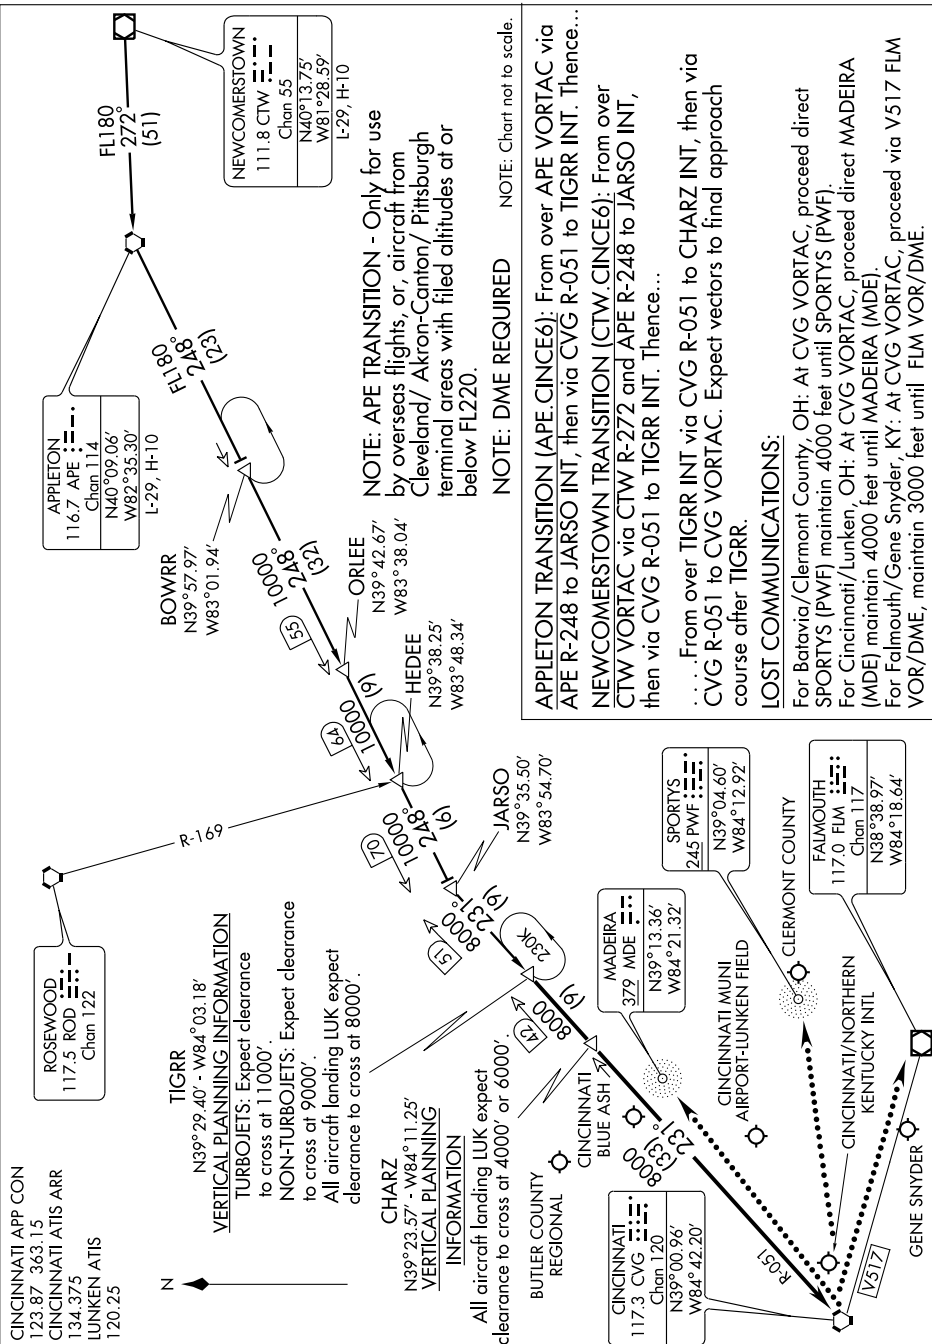 CINCINNATI APP CON
123.87 363.15
CINCINNATI ATIS ARR
134.375
LUNKEN ATIS
120.25
N
ROSEWOOD
117.5 ROD
Chan 122
R-169
APPLETON
116.7 APE
Chan 114
N40°09.06'
W82°35.30'
L-29, H-10
FL180
272°
(51)
NEWCOMERSTOWN
111.8 CTW
Chan 55
N40°13.75'
W81°28.59'
L-29, H-10
FL180
248°
(23)
BOWRR
N39°57.97'
W83°01.94'
10000
248°
(32)
55
ORLEE
N39°42.67'
W83°38.04'
10000
(9)
64
HEDEE
N39°38.25'
W83°48.34'
10000
248°
(6)
70
JARSO
N39°35.50'
W83°54.70'
8000
231°
(9)
51
230K
TIGRR
N39°29.40' - W84°03.18'
VERTICAL PLANNING INFORMATION
TURBOJETS: Expect clearance
to cross at 11000'.
NON-TURBOJETS: Expect clearance
to cross at 9000'.
All aircraft landing LUK expect
clearance to cross at 8000'.
8000
(9)
42
CHARZ
N39°23.57' - W84°11.25'
VERTICAL PLANNING
INFORMATION
All aircraft landing LUK expect
clearance to cross at 4000' or 6000'
BUTLER COUNTY
REGIONAL
CINCINNATI
BLUE ASH
8000
231°
(33)
R-051
MADEIRA
379 MDE
N39°13.36'
W84°21.32'
CINCINNATI MUNI
AIRPORT-LUNKEN FIELD
SPORTYS
245 PWF
N39°04.60'
W84°12.92'
CLERMONT COUNTY
CINCINNATI/NORTHERN
KENTUCKY INTL
CINCINNATI
117.3 CVG
Chan 120
N39°00.96'
W84°42.20'
V517
GENE SNYDER
FALMOUTH
117.0 FLM
Chan 117
N38°38.97'
W84°18.64'
NOTE: APE TRANSITION - Only for use
by overseas flights, or, aircraft from
Cleveland/ Akron-Canton/ Pittsburgh
terminal areas with filed altitudes at or
below FL220.
NOTE: DME REQUIRED
NOTE: Chart not to scale.
APPLETON TRANSITION (APE.CINCE6): From over APE VORTAC via
APE R-248 to JARSO INT, then via CVG R-051 to TIGRR INT. Thence...
NEWCOMERSTOWN TRANSITION (CTW.CINCE6): From over
CTW VORTAC via CTW R-272 and APE R-248 to JARSO INT,
then via CVG R-051 to TIGRR INT. Thence...
. . . .From over TIGRR INT via CVG R-051 to CHARZ INT, then via
CVG R-051 to CVG VORTAC. Expect vectors to final approach
course after TIGRR.
LOST COMMUNICATIONS:
For Batavia/Clermont County, OH: At CVG VORTAC, proceed direct
SPORTYS (PWF) maintain 4000 feet until SPORTYS (PWF).
For Cincinnati/Lunken, OH: At CVG VORTAC, proceed direct MADEIRA
(MDE) maintain 4000 feet until MADEIRA (MDE).
For Falmouth/Gene Snyder, KY: At CVG VORTAC, proceed via V517 FLM
VOR/DME, maintain 3000 feet until FLM VOR/DME.